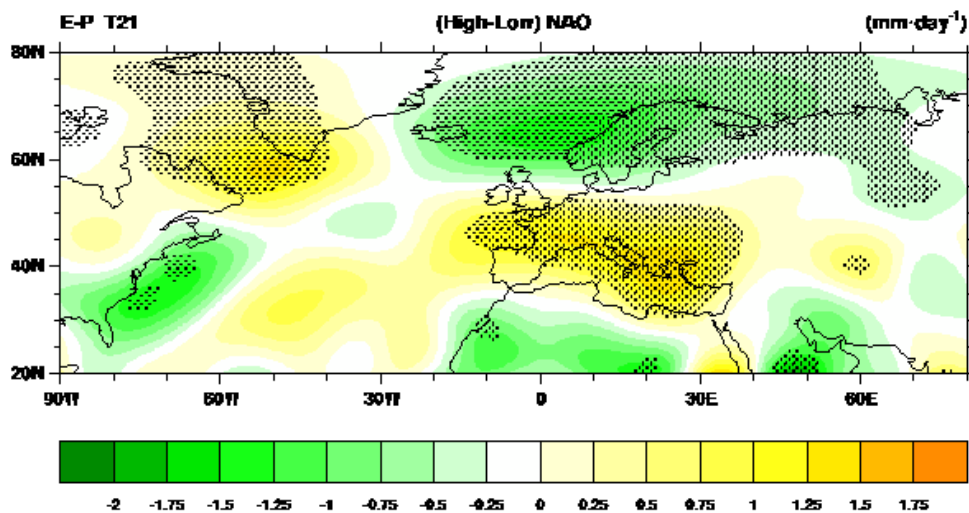 E-P T21 (High-Low) NAO (mm·day⁻¹)
80N
60N
40N
20N
90W 60W 30W 0 30E 60E
-2 -1.75 -1.5 -1.25 -1 -0.75 -0.5 -0.25 0 0.25 0.5 0.75 1 1.25 1.5 1.75